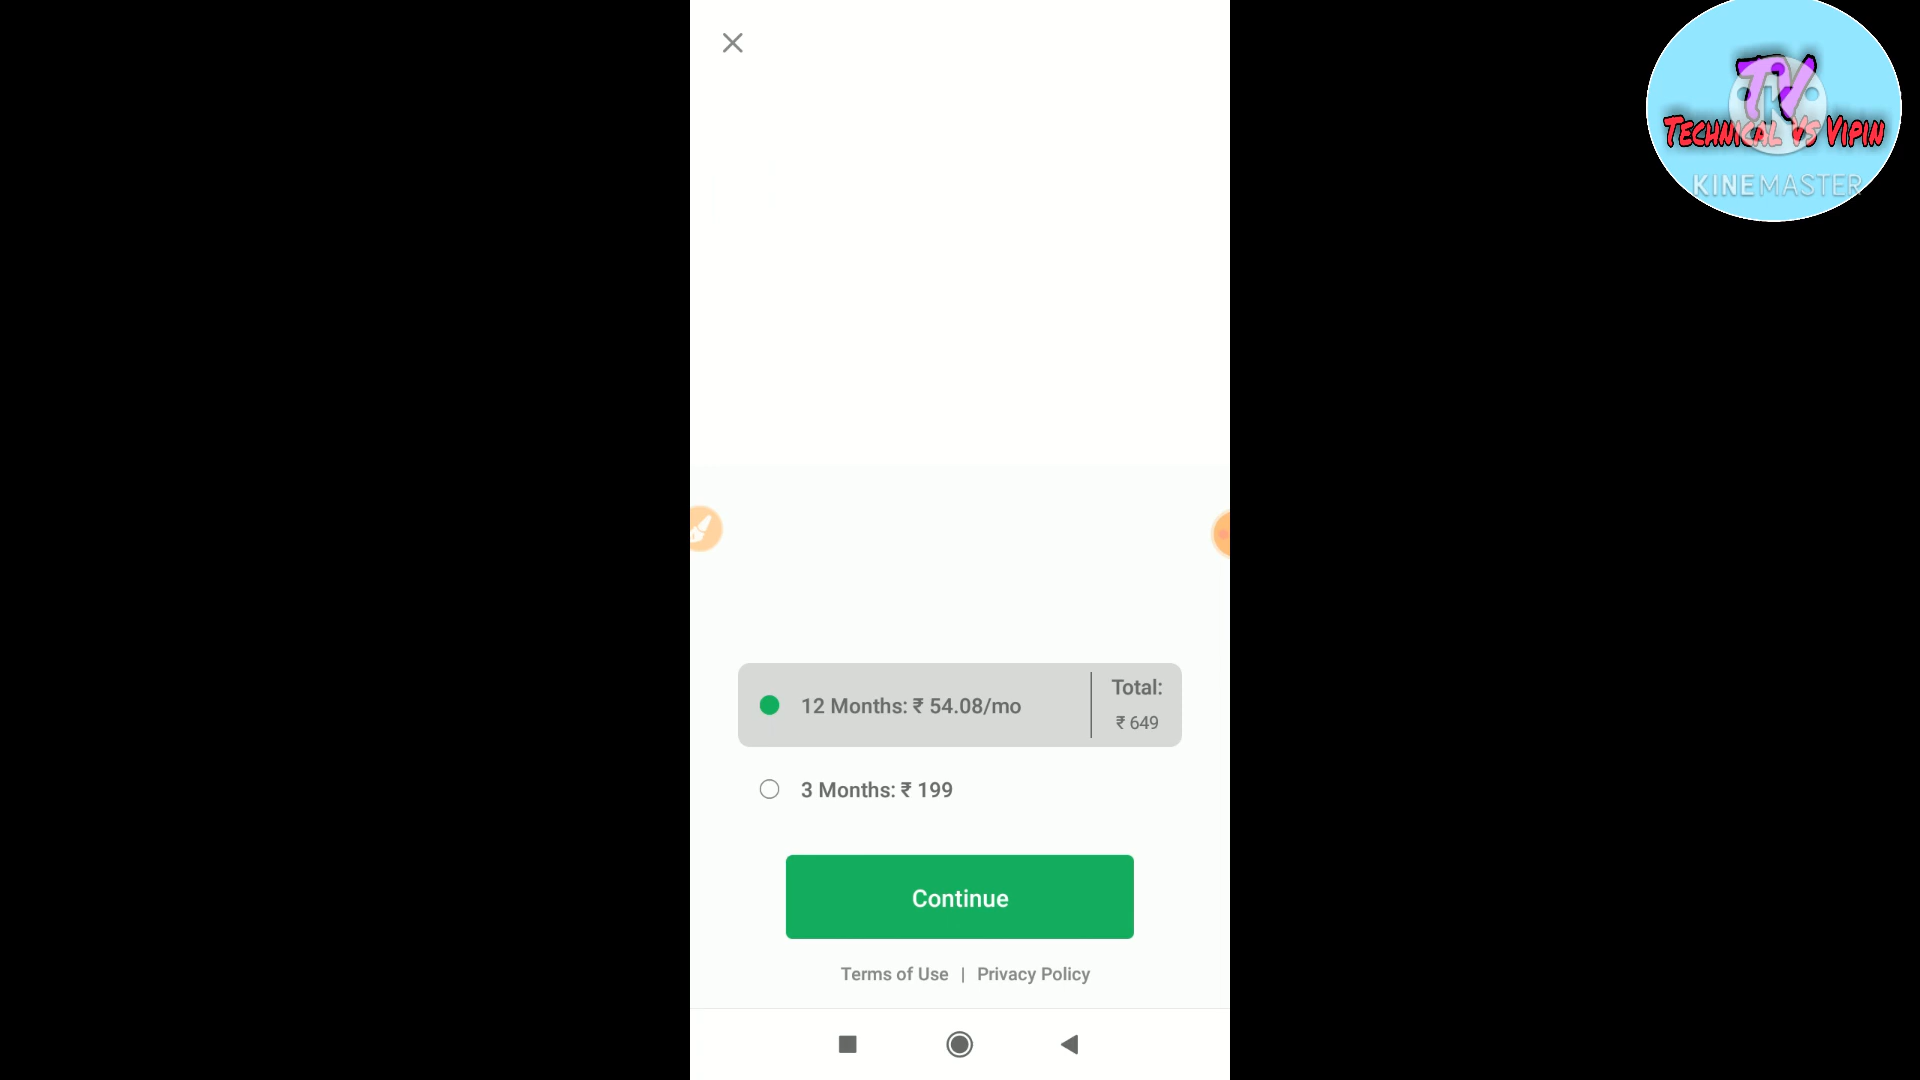 TV
TECHNICAL VS VIPIN
KINEMASTER
12 Months: ₹ 54.08/mo
Total:
₹ 649
3 Months: ₹ 199
Continue
Terms of Use | Privacy Policy